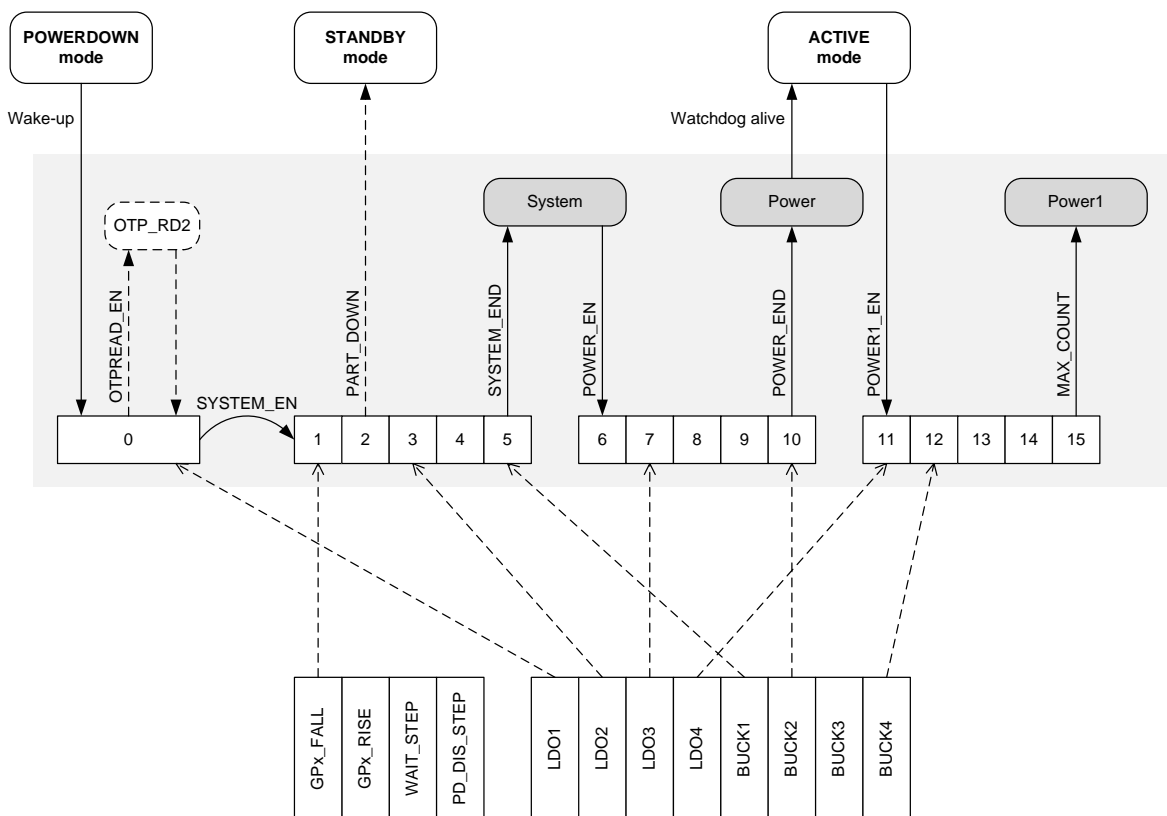 POWERDOWN
mode
STANDBY
mode
ACTIVE
mode
Wake-up
Watchdog alive
System
Power
Power1
OTP_RD2
OTPREAD_EN
PART_DOWN
SYSTEM_END
POWER_EN
POWER_END
POWER1_EN
MAX_COUNT
SYSTEM_EN
0
1
2
3
4
5
6
7
8
9
10
11
12
13
14
15
GPx_FALL
GPx_RISE
WAIT_STEP
PD_DIS_STEP
LDO1
LDO2
LDO3
LDO4
BUCK1
BUCK2
BUCK3
BUCK4